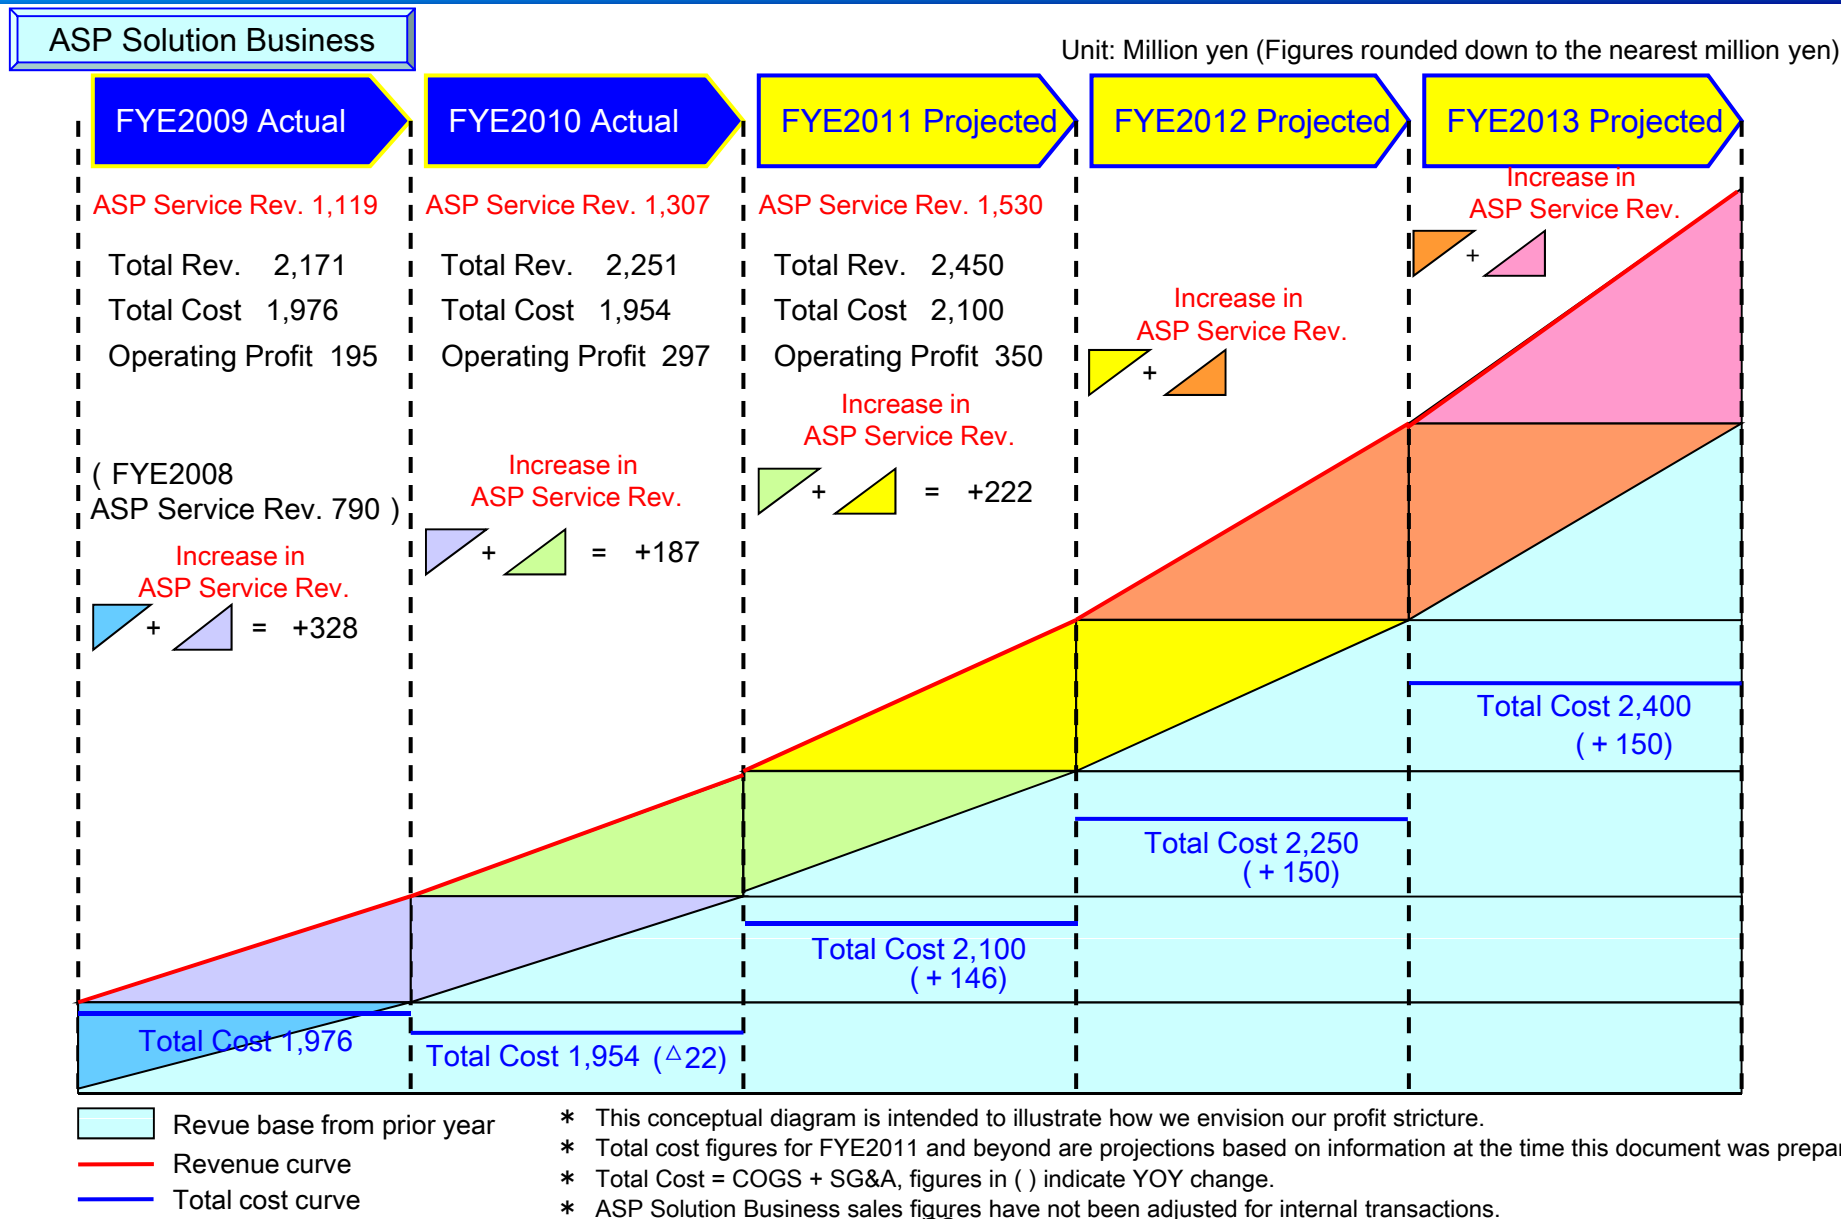 ASP Solution Business
Unit: Million yen (Figures rounded down to the nearest million yen)
FYE2009 Actual
FYE2010 Actual
FYE2011 Projected
FYE2012 Projected
FYE2013 Projected
ASP Service Rev. 1,119
Total Rev. 2,171
Total Cost 1,976
Operating Profit 195
( FYE2008
ASP Service Rev. 790 )
Increase in
ASP Service Rev.
+ = +328
ASP Service Rev. 1,307
Total Rev. 2,251
Total Cost 1,954
Operating Profit 297
Increase in
ASP Service Rev.
+ = +187
ASP Service Rev. 1,530
Total Rev. 2,450
Total Cost 2,100
Operating Profit 350
Increase in
ASP Service Rev.
+ = +222
Increase in
ASP Service Rev.
+
Increase in
ASP Service Rev.
+
Total Cost 1,976
Total Cost 1,954 (△22)
Total Cost 2,100
( + 146)
Total Cost 2,250
( + 150)
Total Cost 2,400
( + 150)
Revue base from prior year
Revenue curve
Total cost curve
* This conceptual diagram is intended to illustrate how we envision our profit stricture.
* Total cost figures for FYE2011 and beyond are projections based on information at the time this document was prepar
* Total Cost = COGS + SG&A, figures in ( ) indicate YOY change.
* ASP Solution Business sales figures have not been adjusted for internal transactions.